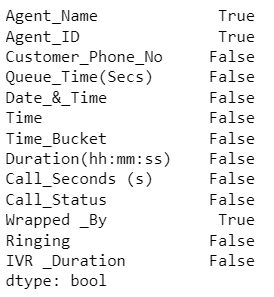 Agent_Name True
Agent_ID True
Customer_Phone_No False
Queue_Time(Secs) False
Date_&_Time False
Time False
Time_Bucket False
Duration(hh:mm:ss) False
Call_Seconds (s) False
Call_Status False
Wrapped _By True
Ringing False
IVR _Duration False
dtype: bool